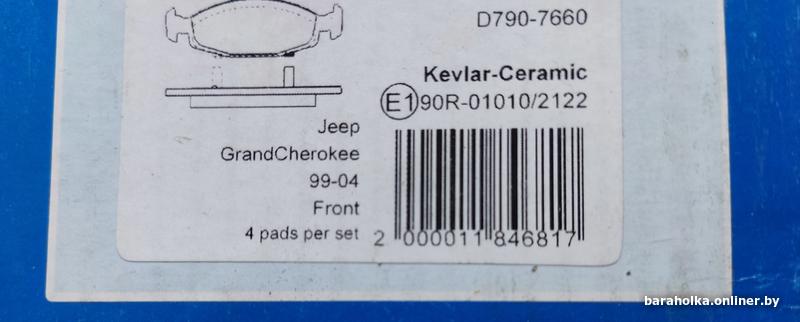 D790-7660
Kevlar-Ceramic
E1 90R-01010/2122
Jeep
GrandCherokee
99-04
Front
4 pads per set
2 000011 846817
baraholka.onliner.by